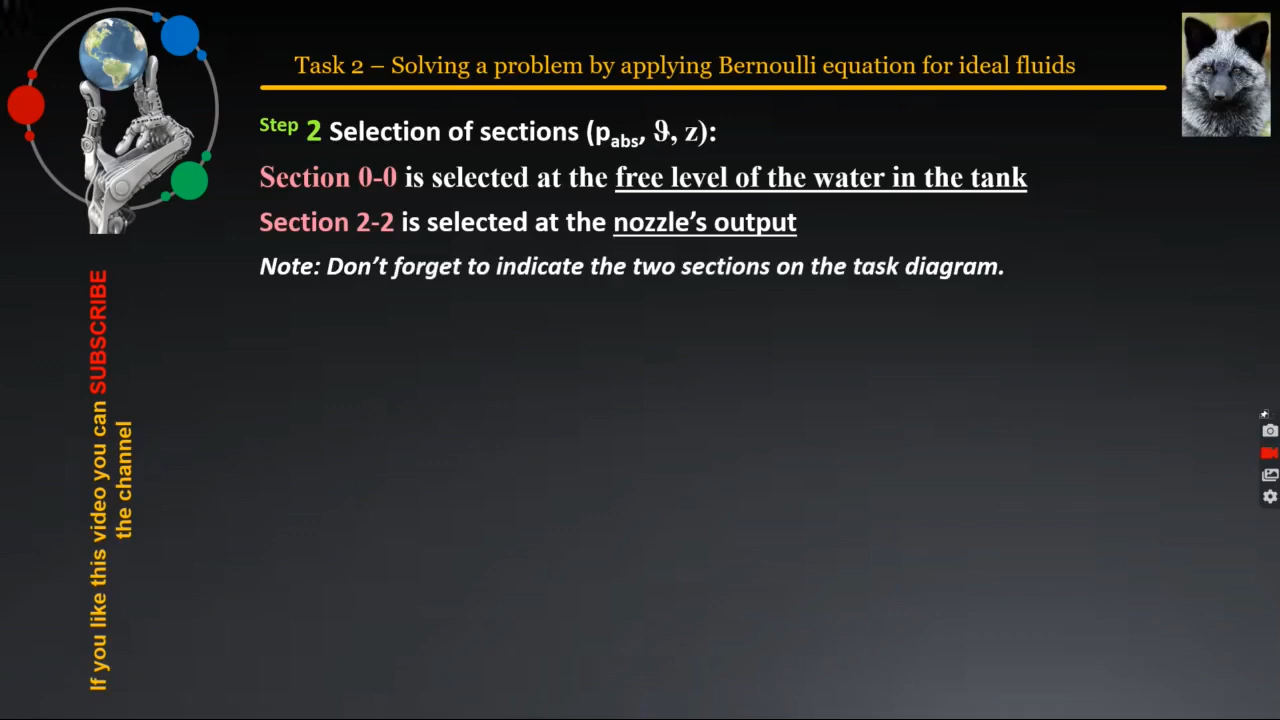 Task 2 – Solving a problem by applying Bernoulli equation for ideal fluids
Step 2 Selection of sections (pabs, ϑ, z):
Section 0-0 is selected at the free level of the water in the tank
Section 2-2 is selected at the nozzle’s output
Note: Don’t forget to indicate the two sections on the task diagram.
If you like this video you can SUBSCRIBE
the channel